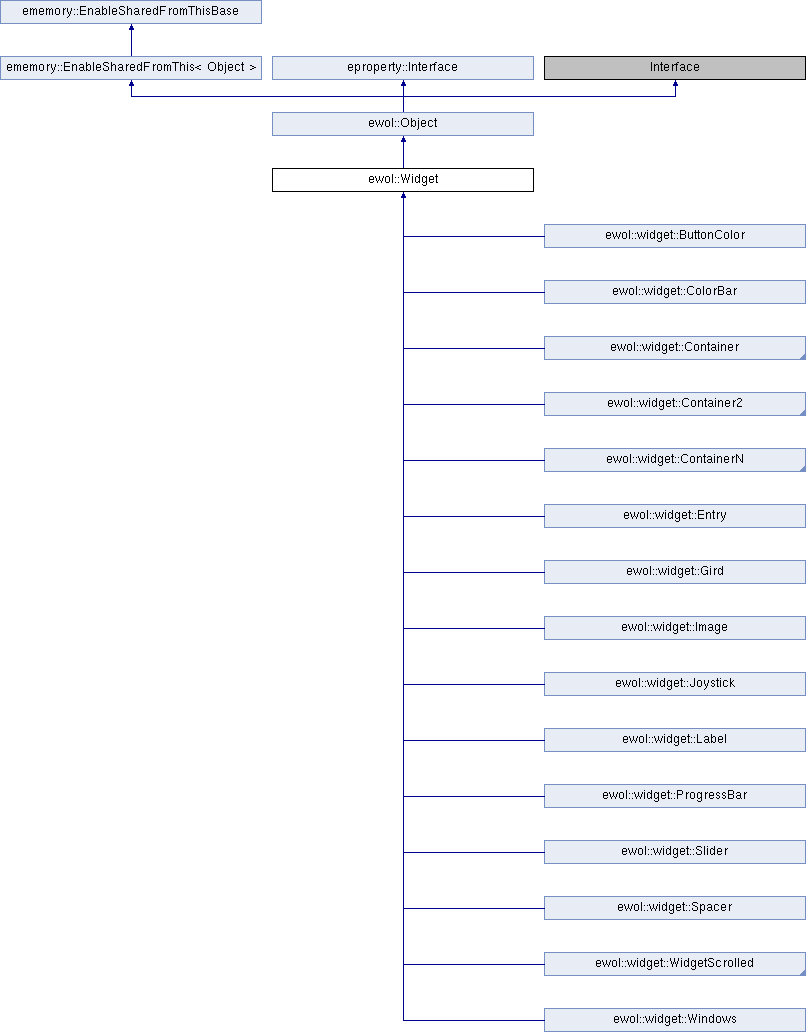 ememory::EnableSharedFromThisBase
ememory::EnableSharedFromThis< Object >
eproperty::Interface
Interface
ewol::Object
ewol::Widget
ewol::widget::ButtonColor
ewol::widget::ColorBar
ewol::widget::Container
ewol::widget::Container2
ewol::widget::ContainerN
ewol::widget::Entry
ewol::widget::Gird
ewol::widget::Image
ewol::widget::Joystick
ewol::widget::Label
ewol::widget::ProgressBar
ewol::widget::Slider
ewol::widget::Spacer
ewol::widget::WidgetScrolled
ewol::widget::Windows